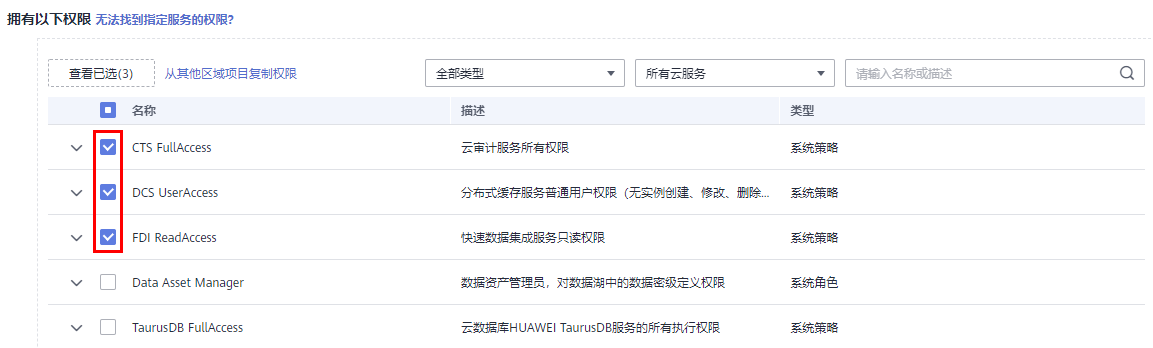 拥有以下权限 无法找到指定服务的权限?
查看已选(3) 从其他区域项目复制权限 全部类型 所有云服务 请输入名称或描述
名称 描述 类型
CTS FullAccess 云审计服务所有权限 系统策略
DCS UserAccess 分布式缓存服务普通用户权限（无实例创建、修改、删除... 系统策略
FDI ReadAccess 快速数据集成服务只读权限 系统策略
Data Asset Manager 数据资产管理员，对数据湖中的数据密级定义权限 系统角色
TaurusDB FullAccess 云数据库HUAWEI TaurusDB服务的所有执行权限 系统策略